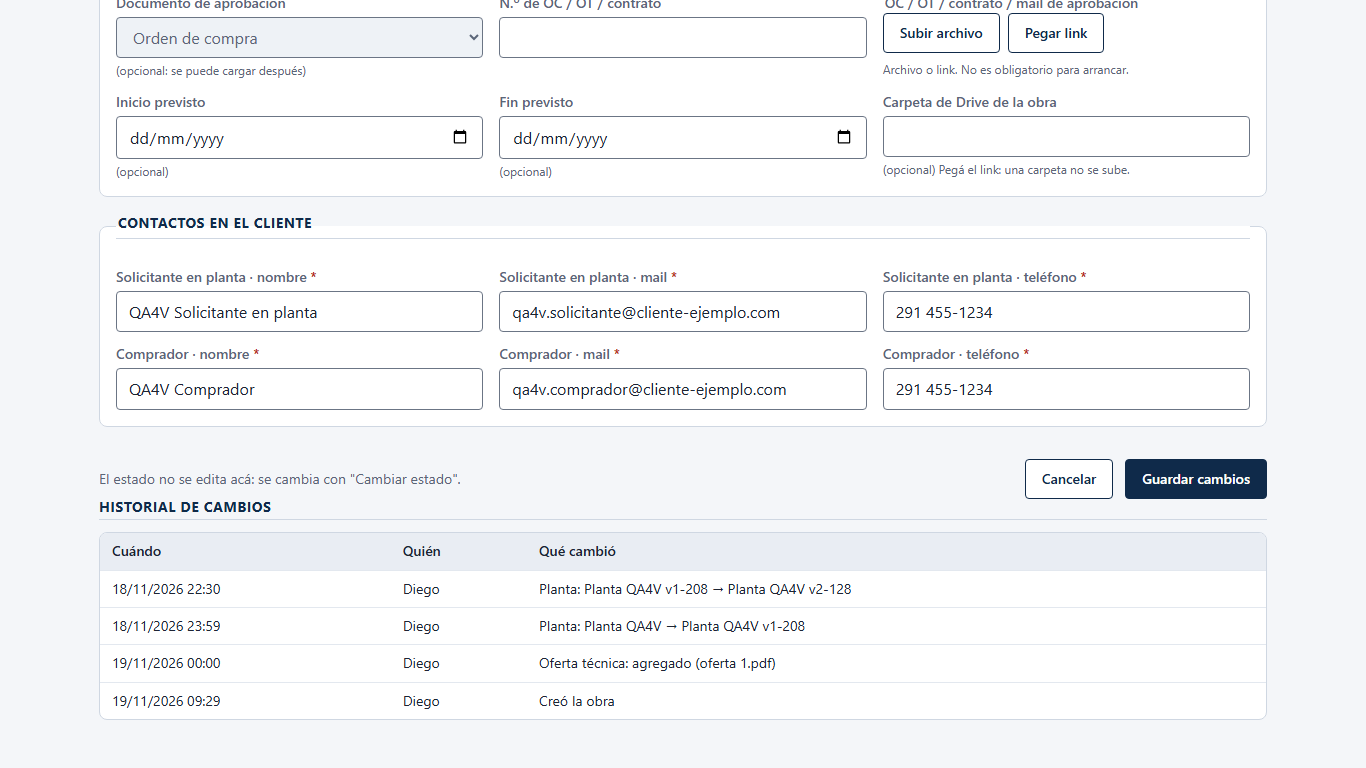 Documento de aprobación
N.º de OC / OT / contrato
OC / OT / contrato / mail de aprobación
Orden de compra
Subir archivo
Pegar link
(opcional: se puede cargar después)
Archivo o link. No es obligatorio para arrancar.
Inicio previsto
Fin previsto
Carpeta de Drive de la obra
dd/mm/yyyy
dd/mm/yyyy
(opcional)
(opcional)
(opcional) Pegá el link: una carpeta no se sube.
CONTACTOS EN EL CLIENTE
Solicitante en planta · nombre *
Solicitante en planta · mail *
Solicitante en planta · teléfono *
QA4V Solicitante en planta
qa4v.solicitante@cliente-ejemplo.com
291 455-1234
Comprador · nombre *
Comprador · mail *
Comprador · teléfono *
QA4V Comprador
qa4v.comprador@cliente-ejemplo.com
291 455-1234
El estado no se edita acá: se cambia con "Cambiar estado".
Cancelar
Guardar cambios
HISTORIAL DE CAMBIOS
Cuándo Quién Qué cambió
18/11/2026 22:30 Diego Planta: Planta QA4V v1-208 → Planta QA4V v2-128
18/11/2026 23:59 Diego Planta: Planta QA4V → Planta QA4V v1-208
19/11/2026 00:00 Diego Oferta técnica: agregado (oferta 1.pdf)
19/11/2026 09:29 Diego Creó la obra